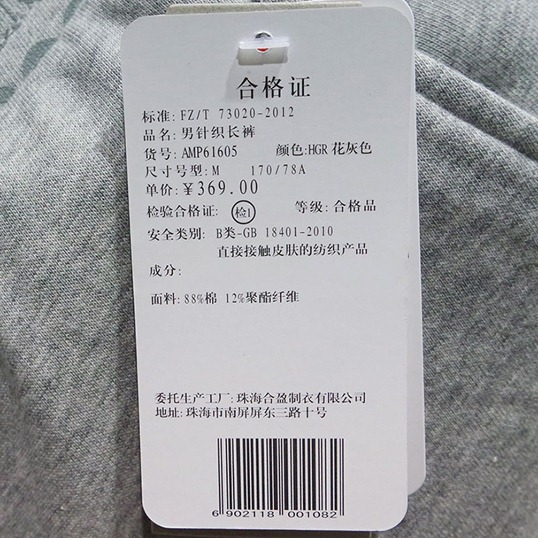 合格证
标准: FZ/T 73020-2012
品名: 男针织长裤
货号: AMP61605 颜色:HGR 花灰色
尺寸号型: M 170/78A
单价: ¥369.00
检验合格证: 检1 等级: 合格品
安全类别: B类-GB 18401-2010
直接接触皮肤的纺织产品
成分:
面料: 88%棉 12%聚酯纤维
委托生产工厂: 珠海合盈制衣有限公司
地址: 珠海市南屏屏东三路十号
6 902118 001082